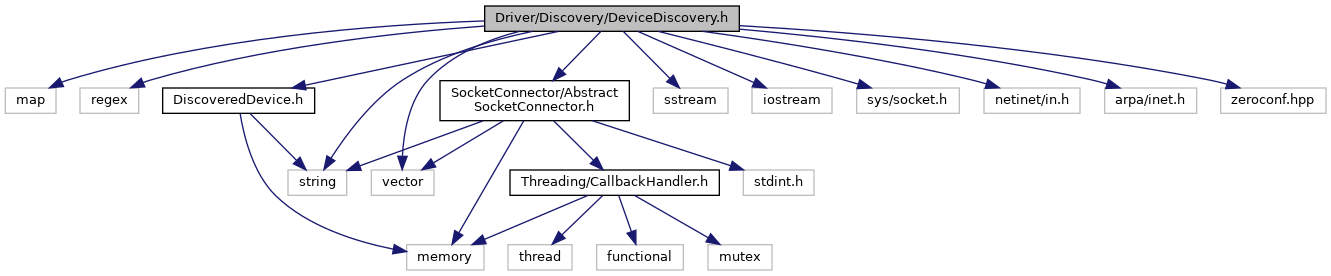 Driver/Discovery/DeviceDiscovery.h
map
regex
DiscoveredDevice.h
SocketConnector/Abstract
SocketConnector.h
sstream
iostream
sys/socket.h
netinet/in.h
arpa/inet.h
zeroconf.hpp
string
vector
Threading/CallbackHandler.h
stdint.h
memory
thread
functional
mutex